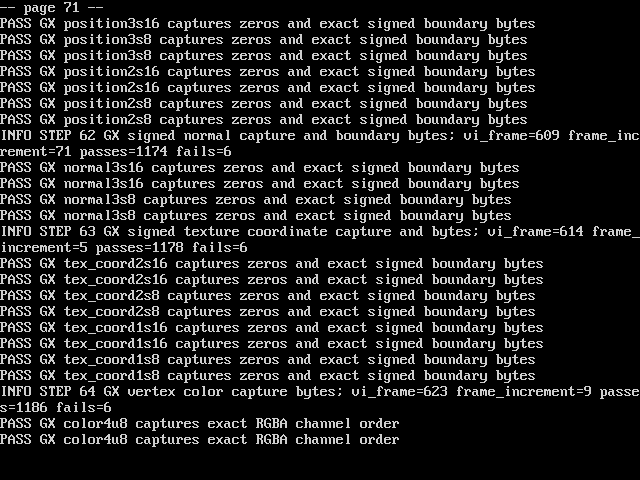 -- page 71 --
PASS GX position3s16 captures zeros and exact signed boundary bytes
PASS GX position3s8 captures zeros and exact signed boundary bytes
PASS GX position3s8 captures zeros and exact signed boundary bytes
PASS GX position2s16 captures zeros and exact signed boundary bytes
PASS GX position2s16 captures zeros and exact signed boundary bytes
PASS GX position2s8 captures zeros and exact signed boundary bytes
PASS GX position2s8 captures zeros and exact signed boundary bytes
INFO STEP 62 GX signed normal capture and boundary bytes; vi_frame=609 frame_inc
rement=71 passes=1174 fails=6
PASS GX normal3s16 captures zeros and exact signed boundary bytes
PASS GX normal3s16 captures zeros and exact signed boundary bytes
PASS GX normal3s8 captures zeros and exact signed boundary bytes
PASS GX normal3s8 captures zeros and exact signed boundary bytes
INFO STEP 63 GX signed texture coordinate capture and bytes; vi_frame=614 frame_
increment=5 passes=1178 fails=6
PASS GX tex_coord2s16 captures zeros and exact signed boundary bytes
PASS GX tex_coord2s16 captures zeros and exact signed boundary bytes
PASS GX tex_coord2s8 captures zeros and exact signed boundary bytes
PASS GX tex_coord2s8 captures zeros and exact signed boundary bytes
PASS GX tex_coord1s16 captures zeros and exact signed boundary bytes
PASS GX tex_coord1s16 captures zeros and exact signed boundary bytes
PASS GX tex_coord1s8 captures zeros and exact signed boundary bytes
PASS GX tex_coord1s8 captures zeros and exact signed boundary bytes
INFO STEP 64 GX vertex color capture bytes; vi_frame=623 frame_increment=9 passe
s=1186 fails=6
PASS GX color4u8 captures exact RGBA channel order
PASS GX color4u8 captures exact RGBA channel order